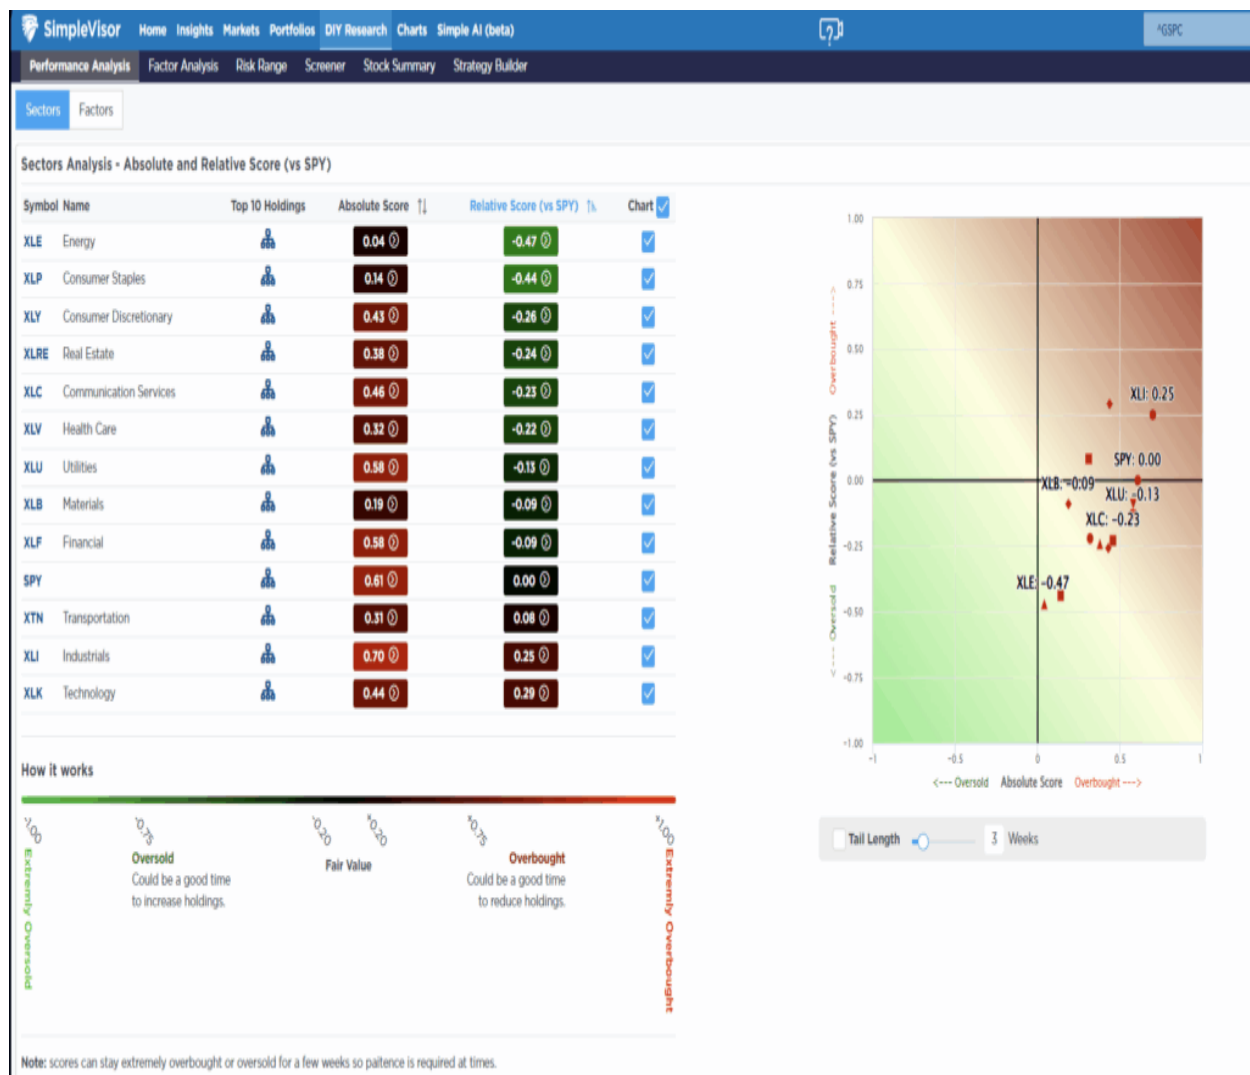 SimpleVisor Home Insights Markets Portfolios DIY Research Charts Simple AI (beta) ^GSPC
Performance Analysis Factor Analysis Risk Range Screener Stock Summary Strategy Builder
Sectors Factors
Sectors Analysis - Absolute and Relative Score (vs SPY)
Symbol Name Top 10 Holdings Absolute Score Relative Score (vs SPY) Chart
XLE Energy 0.04 -0.47
XLP Consumer Staples 0.14 -0.44
XLY Consumer Discretionary 0.43 -0.26
XLRE Real Estate 0.38 -0.24
XLC Communication Services 0.46 -0.23
XLV Health Care 0.32 -0.22
XLU Utilities 0.58 -0.13
XLB Materials 0.19 -0.09
XLF Financial 0.58 -0.09
SPY 0.61 0.00
XTN Transportation 0.31 0.08
XLI Industrials 0.70 0.25
XLK Technology 0.44 0.29
How it works
-1.00 -0.75 -0.20 +0.20 +0.75 +1.00
Extremly Oversold
Oversold
Could be a good time
to increase holdings.
Fair Value
Overbought
Could be a good time
to reduce holdings.
Extremly Overbought
Note: scores can stay extremely overbought or oversold for a few weeks so paitence is required at times.
1.00
0.75
0.50
0.25
0.00
-0.25
-0.50
-0.75
-1.00
<--- Oversold Relative Score (vs SPY) Overbought --->
XLI: 0.25
SPY: 0.00
XLB: -0.09
XLU: -0.13
XLC: -0.23
XLE: -0.47
-1 -0.5 0 0.5 1
<--- Oversold Absolute Score Overbought --->
Tail Length 3 Weeks